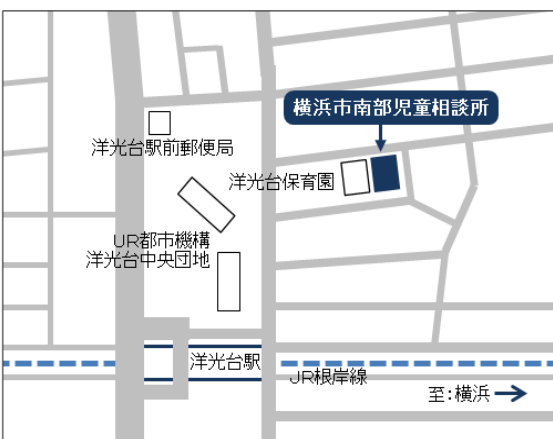 横浜市南部児童相談所
洋光台駅前郵便局
洋光台保育園
UR都市機構
洋光台中央団地
洋光台駅
JR根岸線
至:横浜